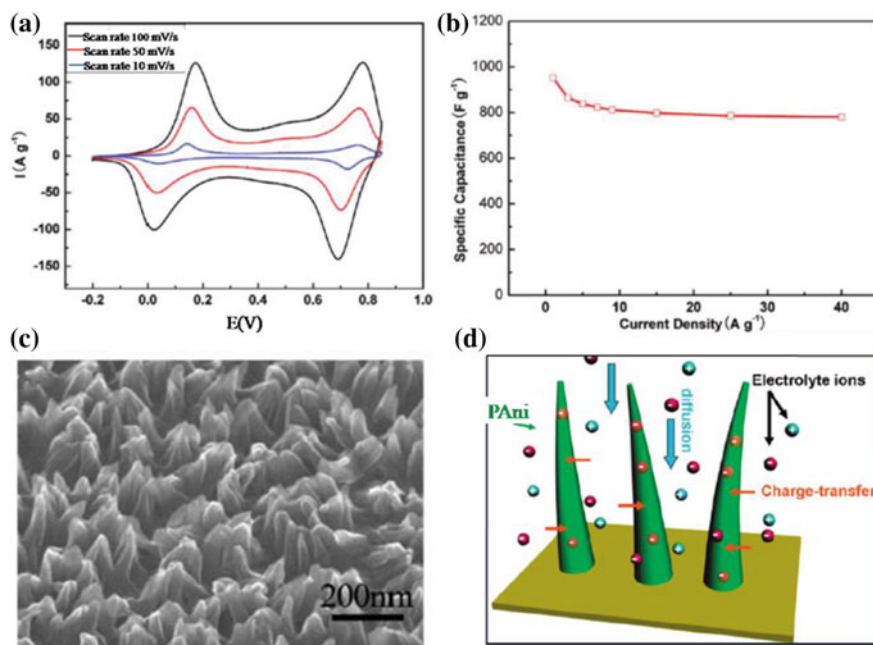 (a)
Scan rate 100 mV/s
Scan rate 50 mV/s
Scan rate 10 mV/s
150
100
50
0
-50
-100
-150
I(A g⁻¹)
-0.2 0.0 0.2 0.4 0.6 0.8 1.0
E(V)
(b)
1000
800
600
400
200
0
Specific Capacitance(F g⁻¹)
0 10 20 30 40
Current Density(A g⁻¹)
(c)
200nm
(d)
Electrolyte ions
PAni
diffusion
Charge-transfer